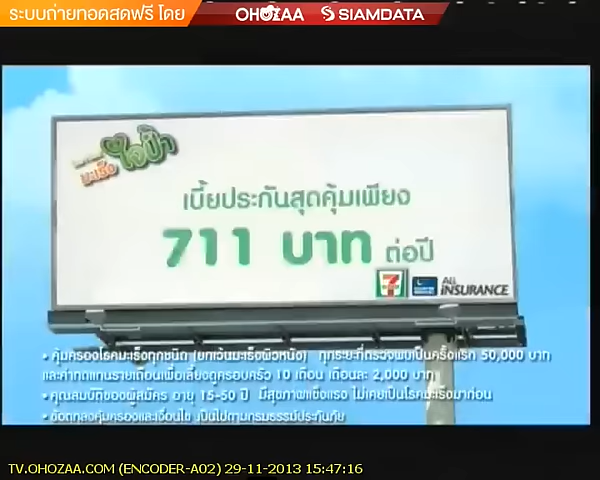 ระบบถ่ายทอดสดฟรี โดย OHOZAA SIAMDATA
มะเร็ง ใจป้ำ
เบี้ยประกันสุดคุ้มเพียง
711 บาท ต่อปี
7 ELEVEN ALL INSURANCE
• คุ้มครองโรคมะเร็งทุกชนิด (ยกเว้นมะเร็งผิวหนัง) ทุกระยะที่ตรวจพบเป็นครั้งแรก 50,000 บาท
และค่าทดแทนรายเดือนเพื่อเลี้ยงดูครอบครัว 10 เดือน เดือนละ 2,000 บาท
• คุณสมบัติของผู้สมัคร อายุ 15-50 ปี มีสุขภาพแข็งแรง ไม่เคยเป็นโรคมะเร็งมาก่อน
• ข้อตกลงคุ้มครองและเงื่อนไข เป็นไปตามกรมธรรม์ประกันภัย
TV.OHOZAA.COM (ENCODER-A02) 29-11-2013 15:47:16